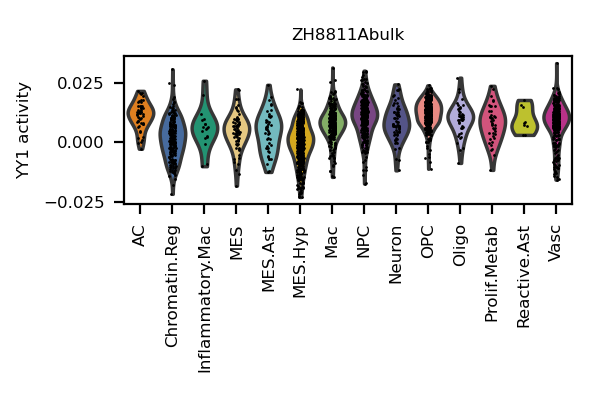 ZH8811Abulk
YY1 activity
0.025
0.000
−0.025
AC
Chromatin.Reg
Inflammatory.Mac
MES
MES.Ast
MES.Hyp
Mac
NPC
Neuron
OPC
Oligo
Prolif.Metab
Reactive.Ast
Vasc